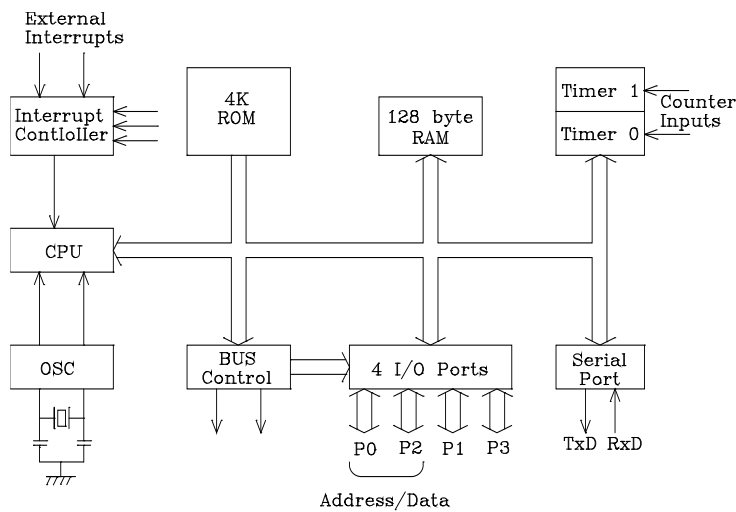 External
Interrupts
Interrupt
Contloller
4K
ROM
128 byte
RAM
Timer 1
Timer 0
Counter
Inputs
CPU
OSC
BUS
Control
4 I/O Ports
Serial
Port
P0
P2
P1
P3
TxD
RxD
Address/Data